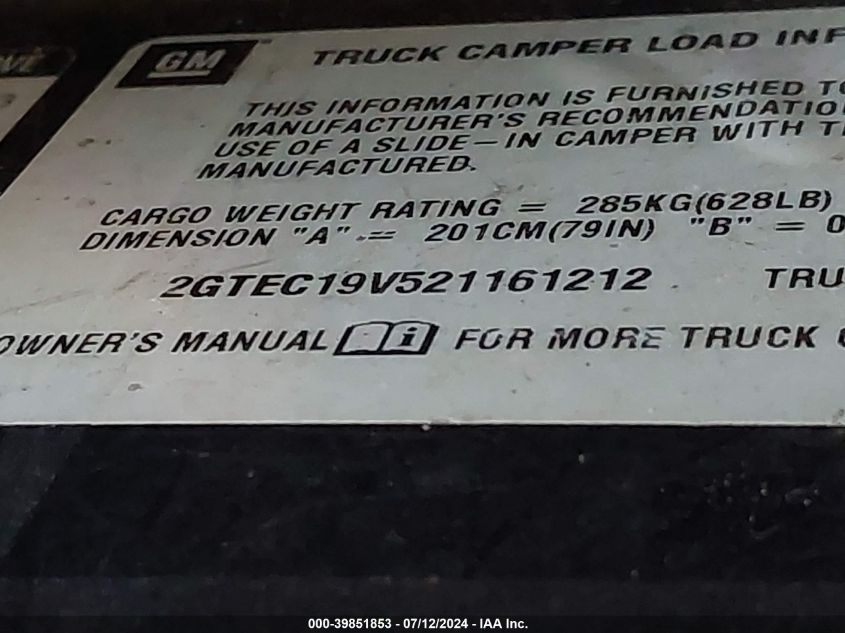 GM TRUCK CAMPER LOAD
THIS INFORMATION IS FURNISHED
MANUFACTURER'S RECOMMENDATIO
USE OF A SLIDE-IN CAMPER WITH
MANUFACTURED.
CARGO WEIGHT RATING = 285KG(628LB)
DIMENSION "A" = 201CM(79IN) "B" = 0
2GTEC19V521161212 TRU
OWNER'S MANUAL FOR MORE TRUCK
000-39851853 - 07/12/2024 - IAA Inc.